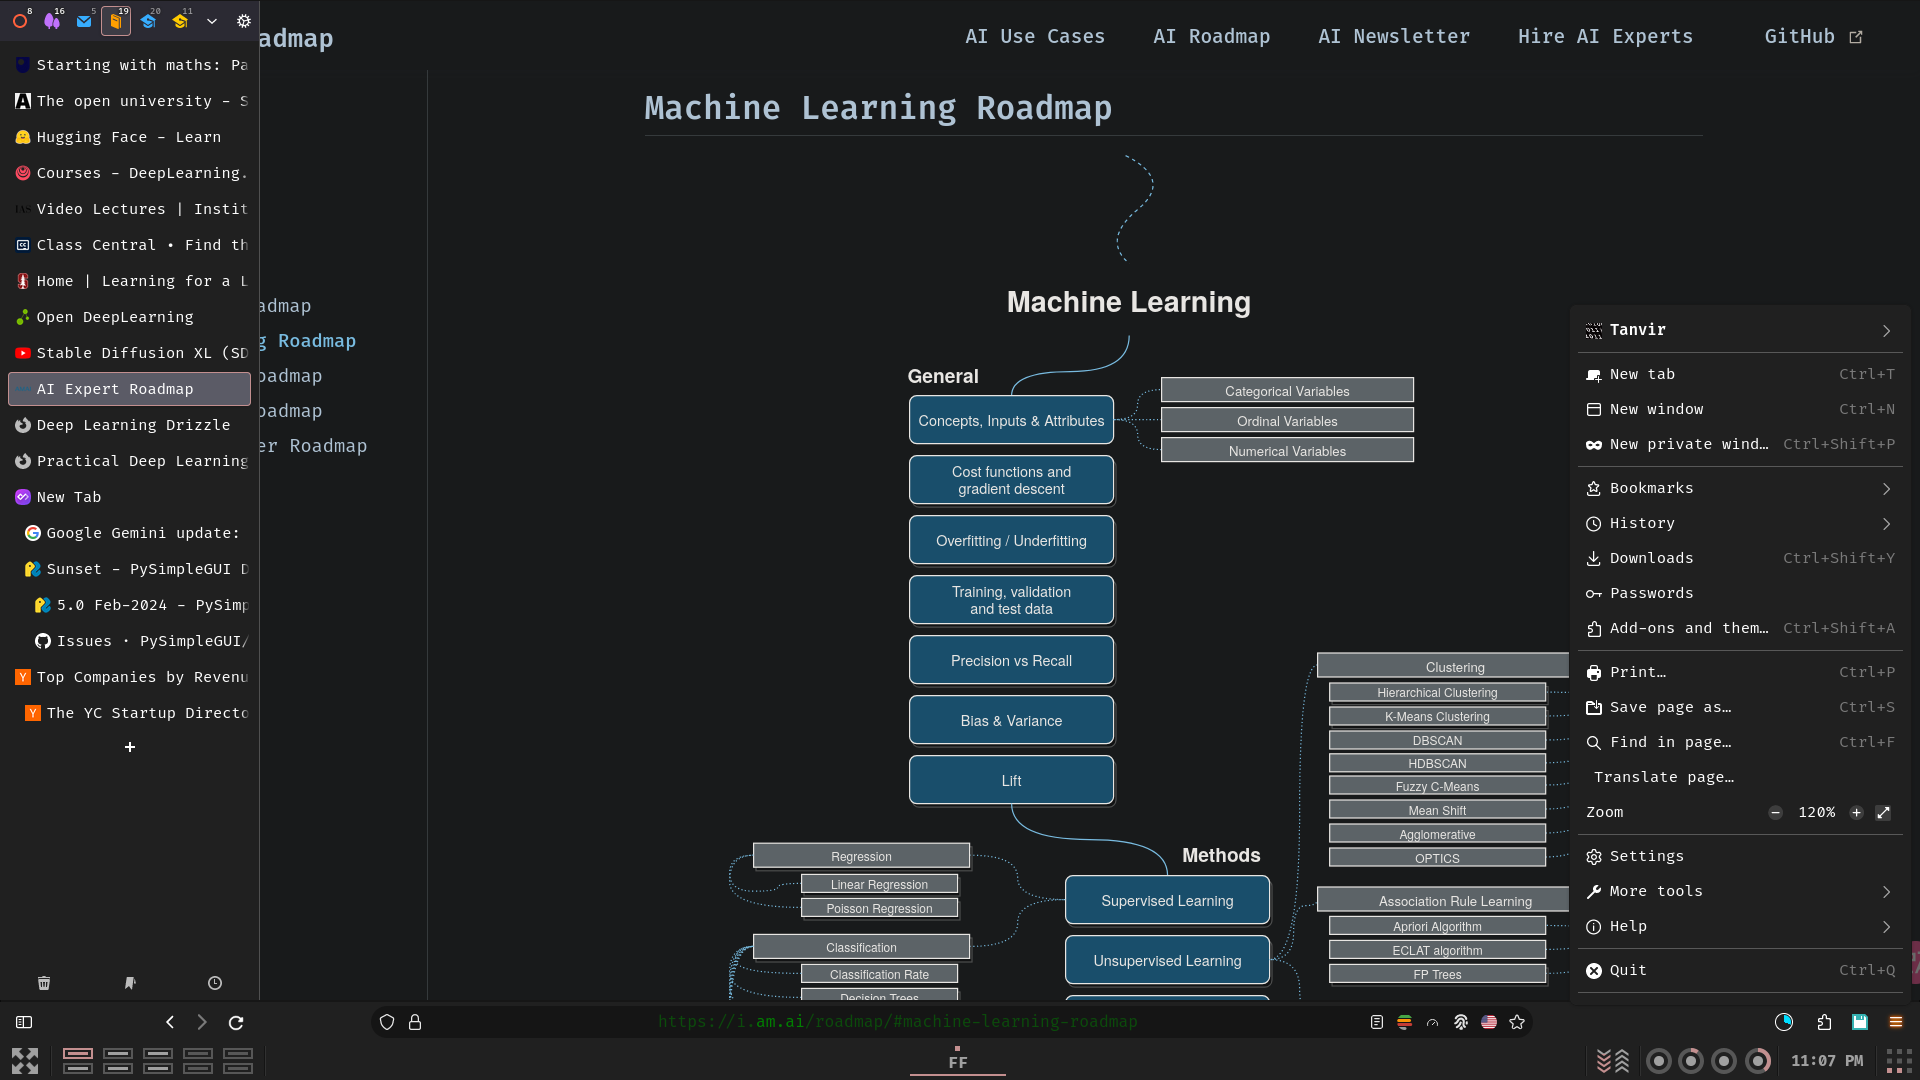 8
16
5
19
20
11
Starting with maths: Pa
The open university - S
Hugging Face - Learn
Courses - DeepLearning.
Video Lectures | Instit
Class Central • Find th
Home | Learning for a L
Open DeepLearning
Stable Diffusion XL (SD
AI Expert Roadmap
Deep Learning Drizzle
Practical Deep Learning
New Tab
Google Gemini update:
Sunset - PySimpleGUI D
5.0 Feb-2024 - PySimp
Issues · PySimpleGUI/
Top Companies by Revenu
The YC Startup Directo
+
admap
AI Use Cases
AI Roadmap
AI Newsletter
Hire AI Experts
GitHub
admap
g Roadmap
oadmap
oadmap
er Roadmap
Machine Learning Roadmap
Machine Learning
General
Concepts, Inputs & Attributes
Categorical Variables
Ordinal Variables
Numerical Variables
Cost functions and
gradient descent
Overfitting / Underfitting
Training, validation
and test data
Precision vs Recall
Bias & Variance
Lift
Methods
Supervised Learning
Unsupervised Learning
Regression
Linear Regression
Poisson Regression
Classification
Classification Rate
Decision Trees
Clustering
Hierarchical Clustering
K-Means Clustering
DBSCAN
HDBSCAN
Fuzzy C-Means
Mean Shift
Agglomerative
OPTICS
Association Rule Learning
Apriori Algorithm
ECLAT algorithm
FP Trees
Tanvir
New tab Ctrl+T
New window Ctrl+N
New private wind… Ctrl+Shift+P
Bookmarks
History
Downloads Ctrl+Shift+Y
Passwords
Add-ons and them… Ctrl+Shift+A
Print… Ctrl+P
Save page as… Ctrl+S
Find in page… Ctrl+F
Translate page…
Zoom − 120% +
Settings
More tools
Help
Quit Ctrl+Q
https://i.am.ai/roadmap/#machine-learning-roadmap
FF
11:07 PM